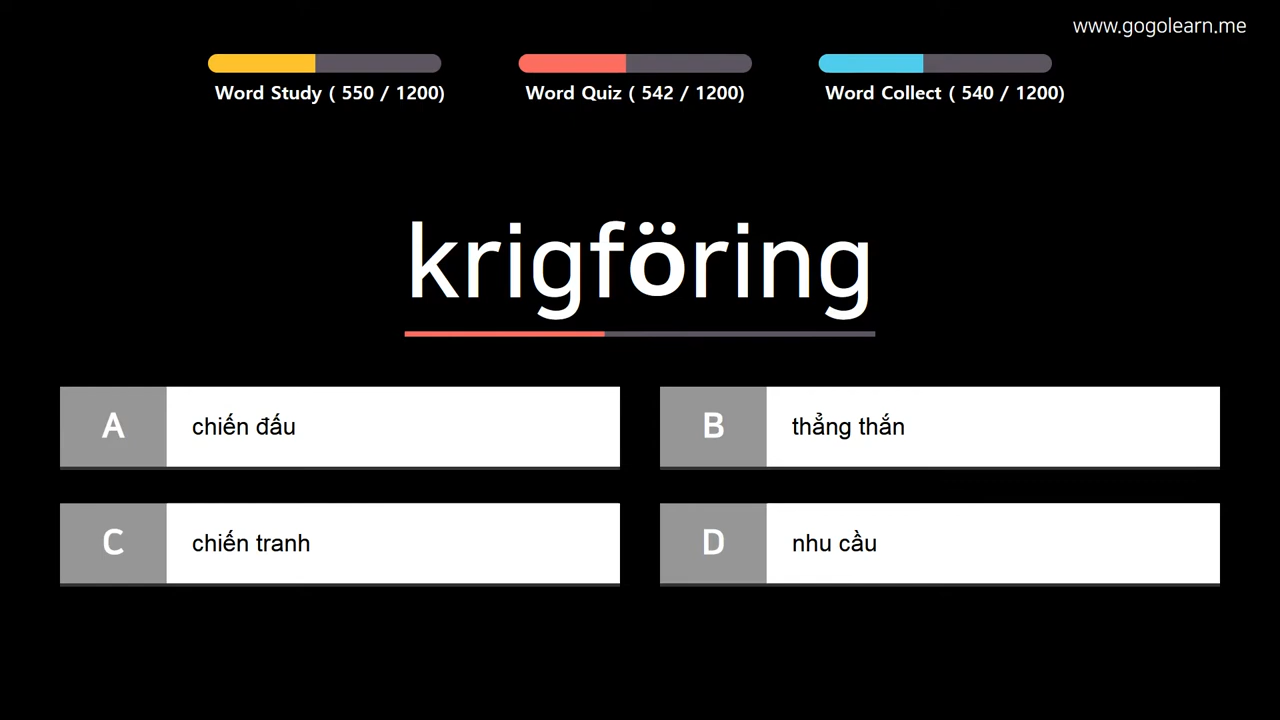 www.gogolearn.me
Word Study ( 550 / 1200)
Word Quiz ( 542 / 1200)
Word Collect ( 540 / 1200)
krigföring
A chiến đấu
B thẳng thắn
C chiến tranh
D nhu cầu